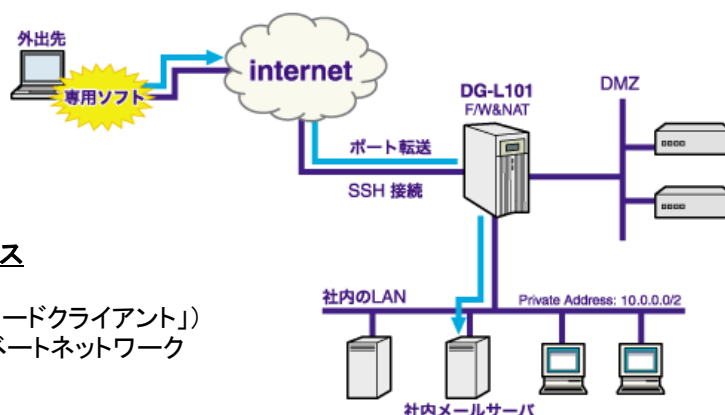 外出先
専用ソフト
internet
DG-L101
F/W&NAT
DMZ
ポート転送
SSH 接続
ス
ードクライアント」)
ベートネットワーク
社内のLAN
Private Address: 10.0.0.0/2
社内メールサーバ